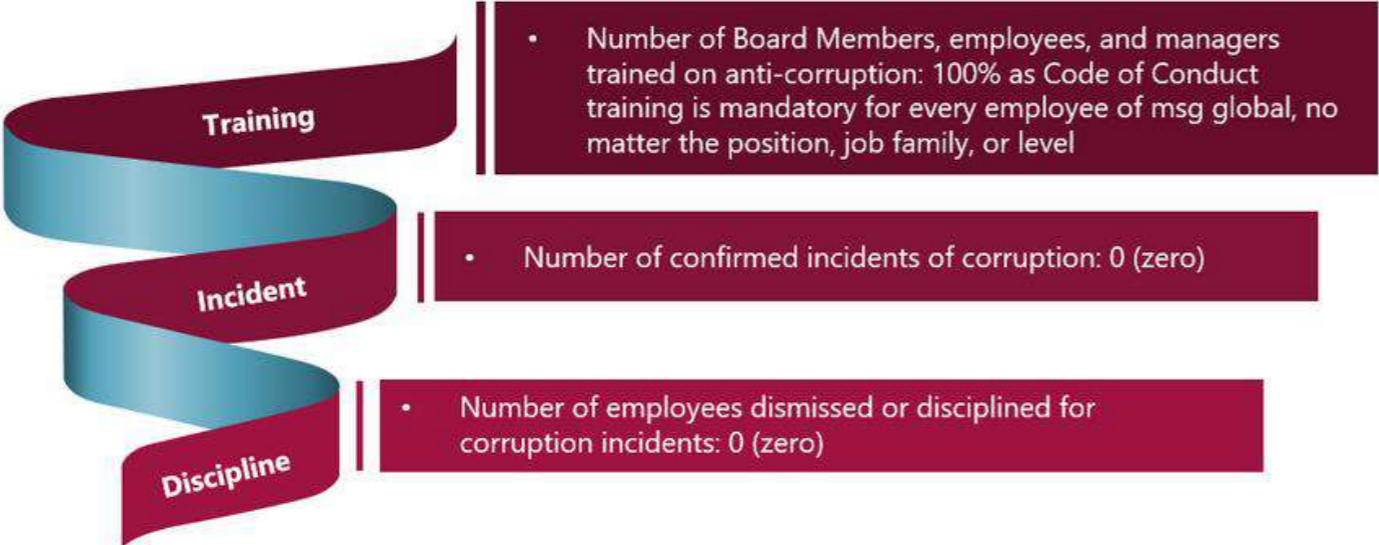 Training
• Number of Board Members, employees, and managers
trained on anti-corruption: 100% as Code of Conduct
training is mandatory for every employee of msg global, no
matter the position, job family, or level
Incident
• Number of confirmed incidents of corruption: 0 (zero)
Discipline
• Number of employees dismissed or disciplined for
corruption incidents: 0 (zero)